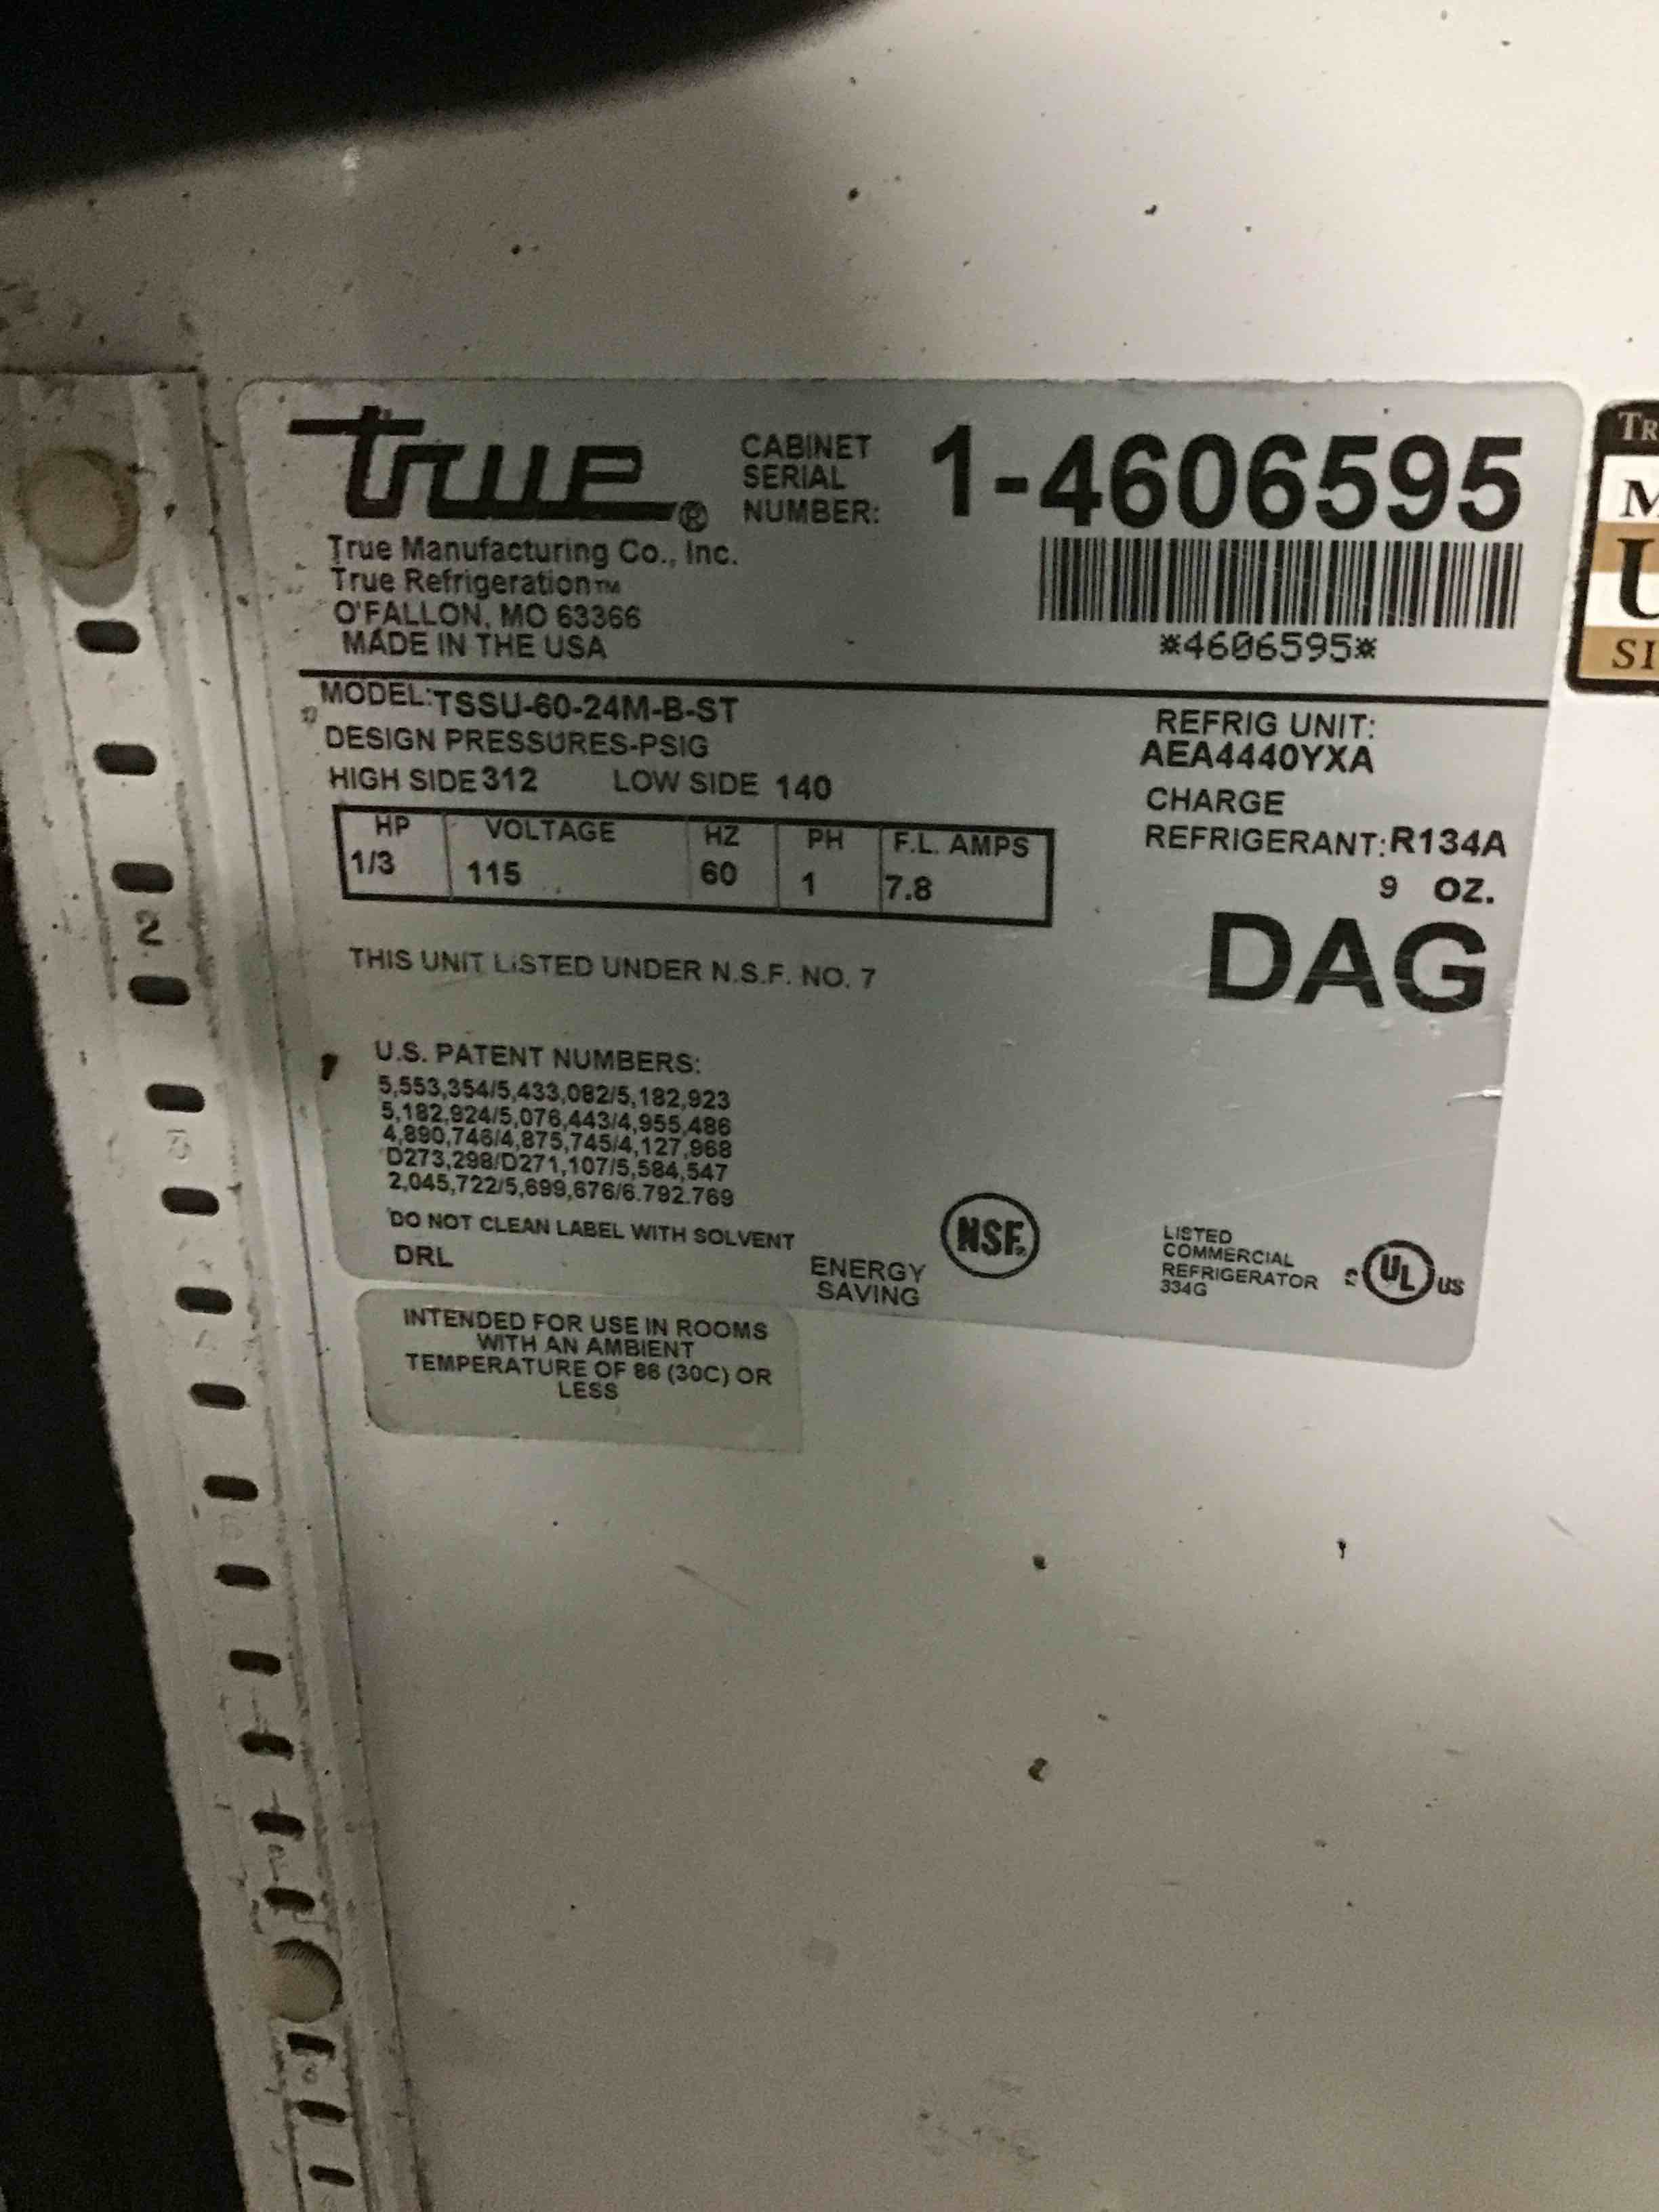 true®
CABINET
SERIAL
NUMBER:
1-4606595
True Manufacturing Co., Inc.
True Refrigeration™
O'FALLON, MO 63366
MADE IN THE USA
*4606595*
MODEL: TSSU-60-24M-B-ST
DESIGN PRESSURES-PSIG
HIGH SIDE 312 LOW SIDE 140
HP VOLTAGE HZ PH F.L. AMPS
1/3 115 60 1 7.8
REFRIG UNIT:
AEA4440YXA
CHARGE
REFRIGERANT: R134A
9 OZ.
DAG
THIS UNIT LISTED UNDER N.S.F. NO. 7
U.S. PATENT NUMBERS:
5,553,354/5,433,082/5,182,923
5,182,924/5,076,443/4,955,486
4,890,746/4,875,745/4,127,968
D273,298/D271,107/5,584,547
2,045,722/5,699,676/6.792.769
DO NOT CLEAN LABEL WITH SOLVENT
DRL
ENERGY
SAVING
NSF®
LISTED
COMMERCIAL
REFRIGERATOR
334G
C UL US
INTENDED FOR USE IN ROOMS
WITH AN AMBIENT
TEMPERATURE OF 86 (30C) OR
LESS
TR
M
U
SI
2
3